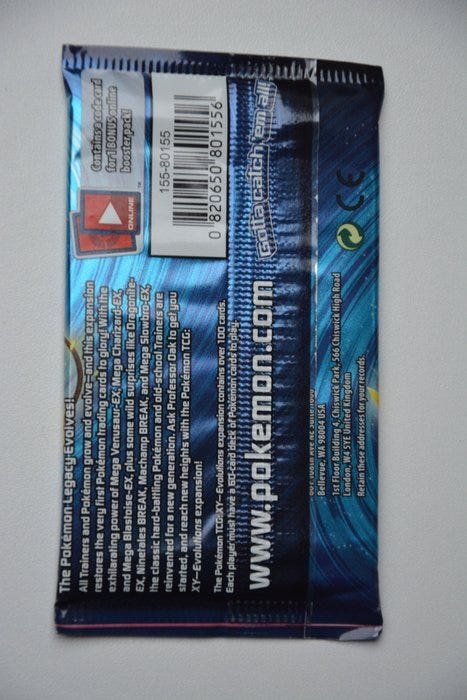 The Pokémon Legacy Evolves!
All Trainers and Pokémon grow and evolve—and this expansion
restores the very first Pokémon trading cards to glory! With the
exhilarating power of Mega Venusaur-EX, Mega Charizard-EX,
and Mega Blastoise-EX, plus some wild surprises like Dragonite-
EX, Ninetales BREAK, Machamp BREAK, and Mega Slowbro-EX,
the classic hard-battling Pokémon and old-school Trainers are
reinvented for a new generation. Ask Professor Oak to get you
started, and reach new heights with the Pokémon TCG:
XY—Evolutions expansion!
The Pokémon TCG: XY—Evolutions expansion contains over 100 cards.
Each player must have a 60-card deck of Pokémon cards to play.
www.pokemon.com
Contains a code card
for 1 BONUS online
booster pack!
ONLINE
TM
155-80155
0 820650 801556
Gotta catch 'em all!
Bellevue, WA 98004 USA
1st Floor, Building 4, Chiswick Park, 566 Chiswick High Road
London, W4 5YE United Kingdom
Retain these addresses for your records.
CE